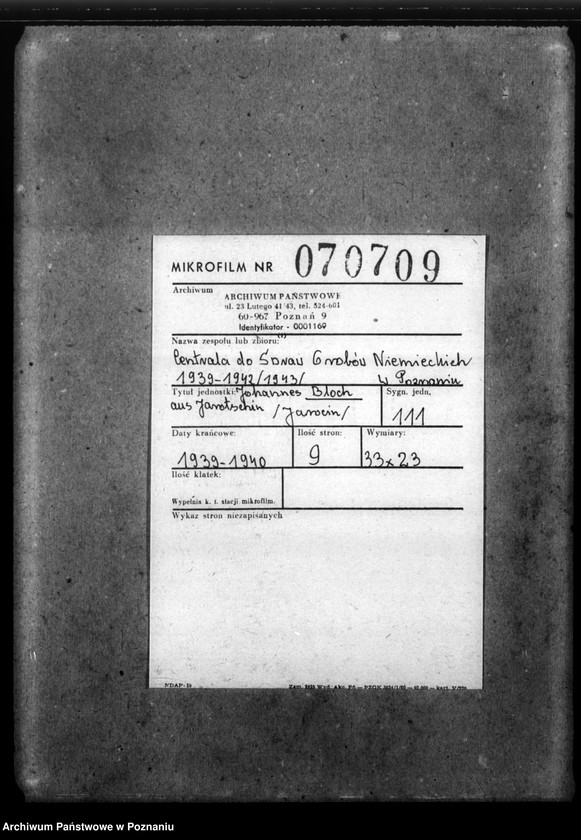 MIKROFILM NR 070709
Archiwum
ARCHIWUM PAŃSTWOWE
ul. 23 Lutego 41/43, tel. 524-601
60-967 Poznań 9
Identyfikator - 0001169
Nazwa zespołu lub zbioru:
Centrala do Spraw Grobów Niemieckich
1939-1942/1943/ w Poznaniu
Tytuł jednostki: Johannes Bloch
aus Jarotschin /Jarocin/
Sygn. jedn.
111
Daty krańcowe:
1939-1940
Ilość stron:
9
Wymiary:
33x23
Ilość klatek:
Wypełnia k. t. stacji mikrofilm.
Wykaz stron niezapisanych
NDAP-19
Archiwum Państwowe w Poznaniu